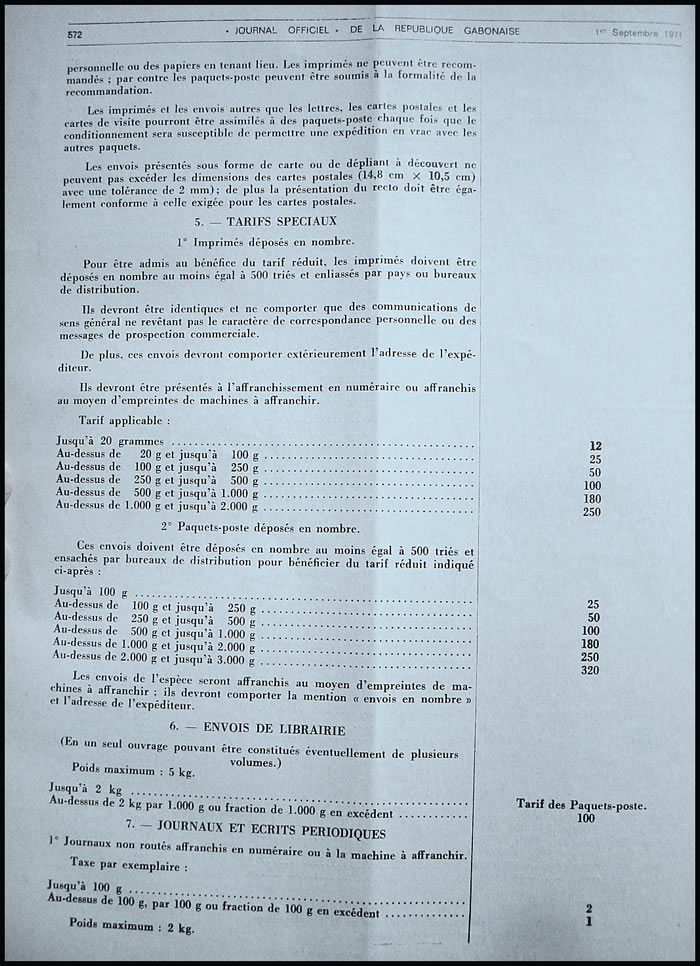 572
« JOURNAL OFFICIEL » DE LA REPUBLIQUE GABONAISE
1er Septembre 1971
personnelle ou des papiers en tenant lieu. Les imprimés ne peuvent être recom-
mandés ; par contre les paquets-poste peuvent être soumis à la formalité de la
recommandation.
Les imprimés et les envois autres que les lettres, les cartes postales et les
cartes de visite pourront être assimilés à des paquets-poste chaque fois que le
conditionnement sera susceptible de permettre une expédition en vrac avec les
autres paquets.
Les envois présentés sous forme de carte ou de dépliant à découvert ne
peuvent pas excéder les dimensions des cartes postales (14,8 cm × 10,5 cm)
avec une tolérance de 2 mm) ; de plus la présentation du recto doit être éga-
lement conforme à celle exigée pour les cartes postales.
5. — TARIFS SPECIAUX
1° Imprimés déposés en nombre.
Pour être admis au bénéfice du tarif réduit, les imprimés doivent être
déposés en nombre au moins égal à 500 triés et enliassés par pays ou bureaux
de distribution.
Ils devront être identiques et ne comporter que des communications de
sens général ne revêtant pas le caractère de correspondance personnelle ou des
messages de prospection commerciale.
De plus, ces envois devront comporter extérieurement l'adresse de l'expé-
diteur.
Ils devront être présentés à l'affranchissement en numéraire ou affranchis
au moyen d'empreintes de machines à affranchir.
Tarif applicable :
Jusqu'à 20 grammes .......... 12
Au-dessus de 20 g et jusqu'à 100 g .......... 25
Au-dessus de 100 g et jusqu'à 250 g .......... 50
Au-dessus de 250 g et jusqu'à 500 g .......... 100
Au-dessus de 500 g et jusqu'à 1.000 g .......... 180
Au-dessus de 1.000 g et jusqu'à 2.000 g .......... 250
2° Paquets-poste déposés en nombre.
Ces envois doivent être déposés en nombre au moins égal à 500 triés et
ensachés par bureaux de distribution pour bénéficier du tarif réduit indiqué
ci-après :
Jusqu'à 100 g .......... 25
Au-dessus de 100 g et jusqu'à 250 g .......... 50
Au-dessus de 250 g et jusqu'à 500 g .......... 100
Au-dessus de 500 g et jusqu'à 1.000 g .......... 180
Au-dessus de 1.000 g et jusqu'à 2.000 g .......... 250
Au-dessus de 2.000 g et jusqu'à 3.000 g .......... 320
Les envois de l'espèce seront affranchis au moyen d'empreintes de ma-
chines à affranchir ; ils devront comporter la mention « envois en nombre »
et l'adresse de l'expéditeur.
6. — ENVOIS DE LIBRAIRIE
(En un seul ouvrage pouvant être constitués éventuellement de plusieurs
volumes.)
Poids maximum : 5 kg.
Jusqu'à 2 kg .......... Tarif des Paquets-poste.
Au-dessus de 2 kg par 1.000 g ou fraction de 1.000 g en excédent .......... 100
7. — JOURNAUX ET ECRITS PERIODIQUES
1° Journaux non routés affranchis en numéraire ou à la machine à affranchir.
Taxe par exemplaire :
Jusqu'à 100 g .......... 2
Au-dessus de 100 g, par 100 g ou fraction de 100 g en excédent .......... 1
Poids maximum : 2 kg.